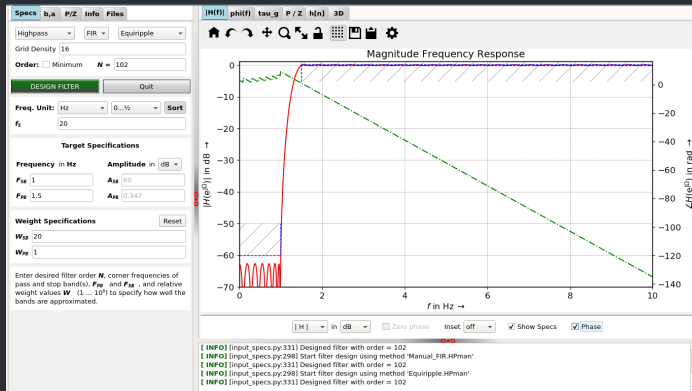 Specs b,a P/Z Info Files
Highpass FIR Equiripple
Grid Density 16
Order: Minimum N = 102
DESIGN FILTER Quit
Freq. Unit: Hz 0...½ Sort
fS 20
Target Specifications
Frequency in Hz Amplitude in dB
FSB 1 ASB 60
FPB 1.5 APB 0.347
Weight Specifications Reset
WSB 20
WPB 1
Enter desired filter order N, corner frequencies of
pass and stop band(s), FPB and FSB , and relative
weight values W (1 ... 10⁶) to specify how well the
bands are approximated.
|H(f)| phi(f) tau_g P / Z h[n] 3D
Magnitude Frequency Response
|H(e^jΩ)| in dB →
0
−10
−20
−30
−40
−50
−60
−70
0 2 4 6 8 10
f in Hz →
0
−20
−40
−60
−80
−100
−120
−140
∠H(e^jΩ) in rad →
| H | in dB Zero phase Inset off Show Specs Phase
[ INFO] [input_specs.py:331] Designed filter with order = 102
[ INFO] [input_specs.py:298] Start filter design using method 'Manual_FIR.HPman'
[ INFO] [input_specs.py:331] Designed filter with order = 102
[ INFO] [input_specs.py:298] Start filter design using method 'Equiripple.HPman'
[ INFO] [input_specs.py:331] Designed filter with order = 102